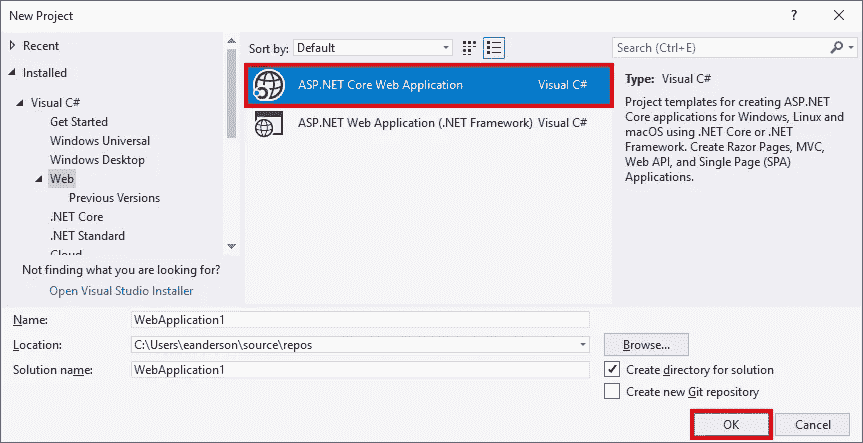 New Project
Recent
Installed
Visual C#
Get Started
Windows Universal
Windows Desktop
Web
Previous Versions
.NET Core
.NET Standard
Cloud
Not finding what you are looking for?
Open Visual Studio Installer
Sort by: Default
ASP.NET Core Web Application Visual C#
ASP.NET Web Application (.NET Framework) Visual C#
Search (Ctrl+E)
Type: Visual C#
Project templates for creating ASP.NET
Core applications for Windows, Linux and
macOS using .NET Core or .NET
Framework. Create Razor Pages, MVC,
Web API, and Single Page (SPA)
Applications.
Name: WebApplication1
Location: C:\Users\eanderson\source\repos Browse...
Solution name: WebApplication1
Create directory for solution
Create new Git repository
OK Cancel